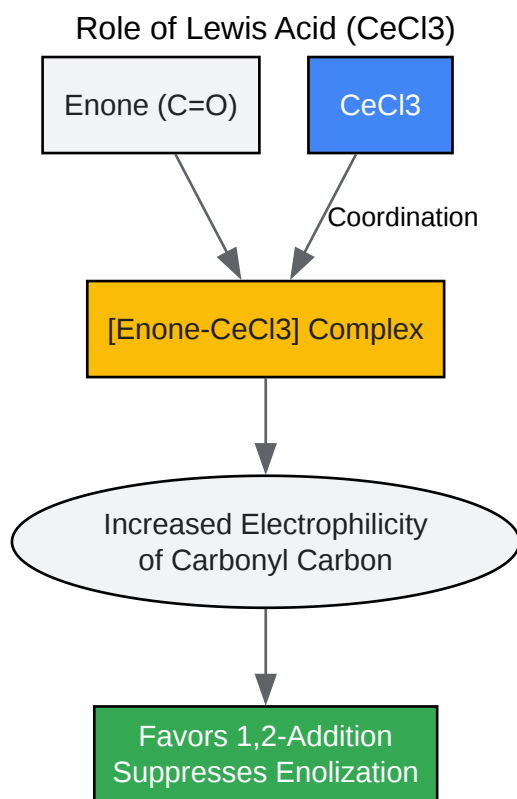 Role of Lewis Acid (CeCl3)
Enone (C=O)
CeCl3
Coordination
[Enone-CeCl3] Complex
Increased Electrophilicity
of Carbonyl Carbon
Favors 1,2-Addition
Suppresses Enolization